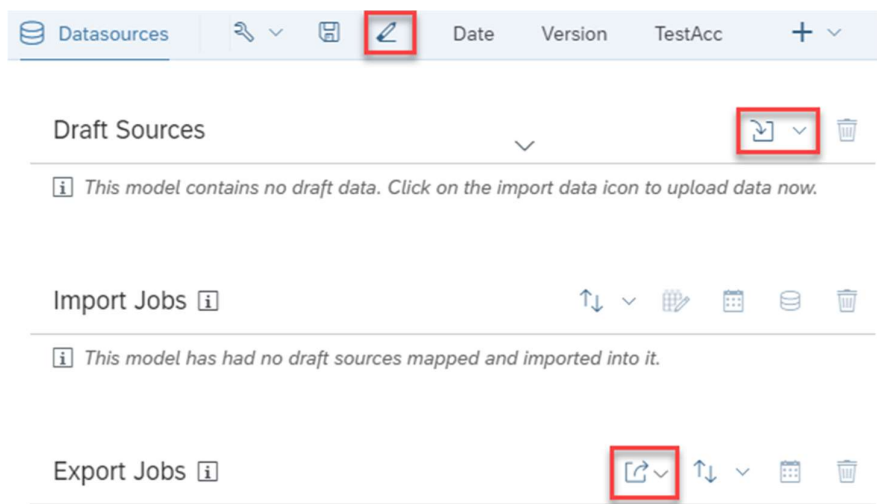 Datasources Date Version TestAcc
Draft Sources
This model contains no draft data. Click on the import data icon to upload data now.
Import Jobs
This model has had no draft sources mapped and imported into it.
Export Jobs